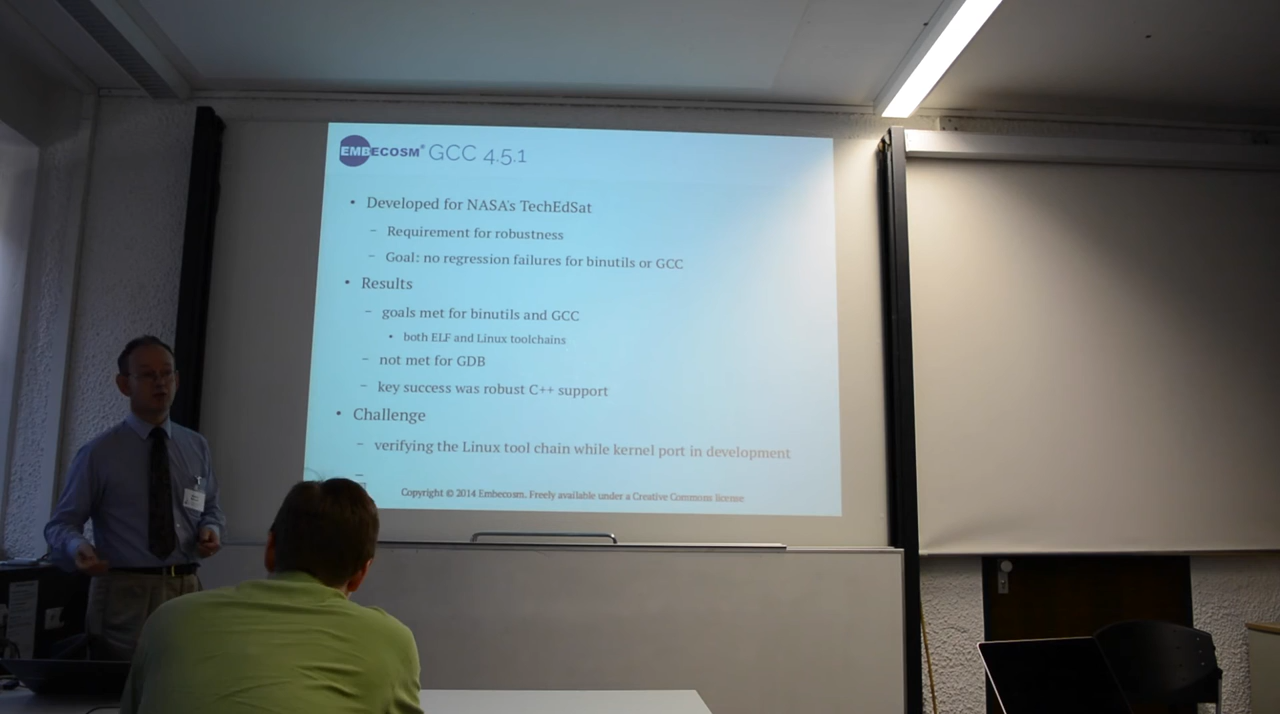 EMBECOSM® GCC 4.5.1
• Developed for NASA's TechEdSat
– Requirement for robustness
– Goal: no regression failures for binutils or GCC
• Results
– goals met for binutils and GCC
• both ELF and Linux toolchains
– not met for GDB
– key success was robust C++ support
• Challenge
– verifying the Linux tool chain while kernel port in development
–
Copyright © 2014 Embecosm. Freely available under a Creative Commons license